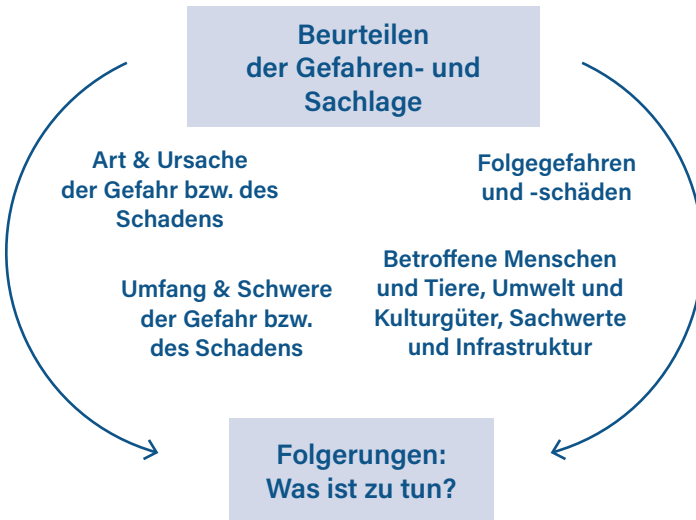 Beurteilen
der Gefahren- und
Sachlage
Art & Ursache
der Gefahr bzw. des
Schadens
Folgegefahren
und -schäden
Umfang & Schwere
der Gefahr bzw.
des Schadens
Betroffene Menschen
und Tiere, Umwelt und
Kulturgüter, Sachwerte
und Infrastruktur
Folgerungen:
Was ist zu tun?